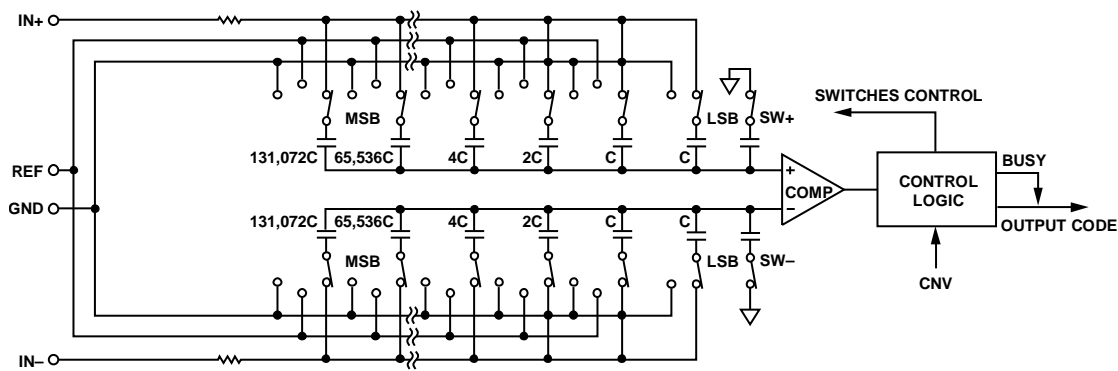 IN+
MSB
LSB
SW+
SWITCHES CONTROL
131,072C
65,536C
4C
2C
C
C
BUSY
REF
+
COMP
CONTROL
LOGIC
GND
–
131,072C
65,536C
4C
2C
C
C
OUTPUT CODE
MSB
LSB
SW–
CNV
IN–